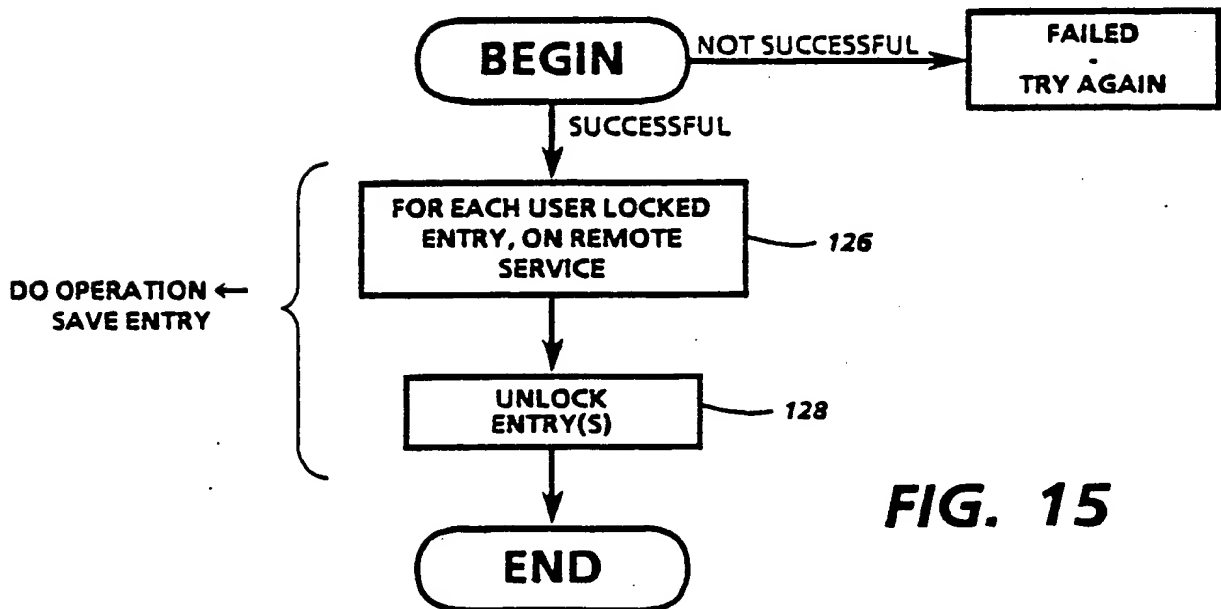 BEGIN
NOT SUCCESSFUL
FAILED
-
TRY AGAIN
SUCCESSFUL
FOR EACH USER LOCKED
ENTRY, ON REMOTE
SERVICE
126
DO OPERATION ←
SAVE ENTRY
UNLOCK
ENTRY(S)
128
END
FIG. 15